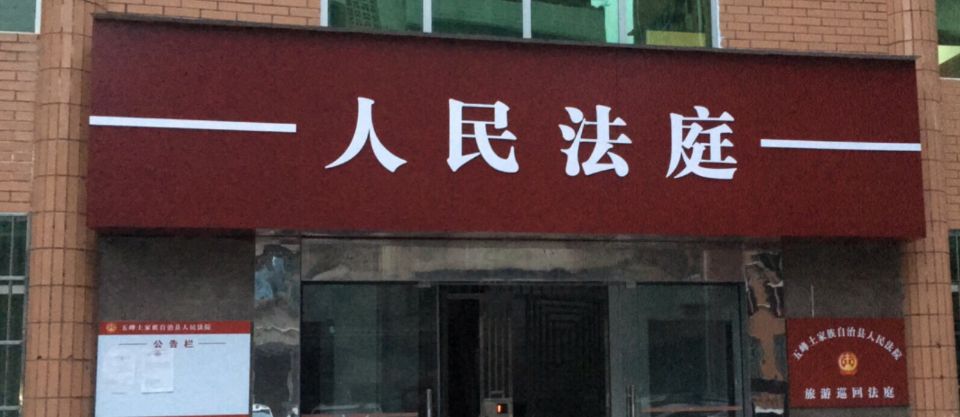 人民法庭
五峰土家族自治县人民法院
公告栏
五峰土家族自治县人民法院
旅游巡回法庭